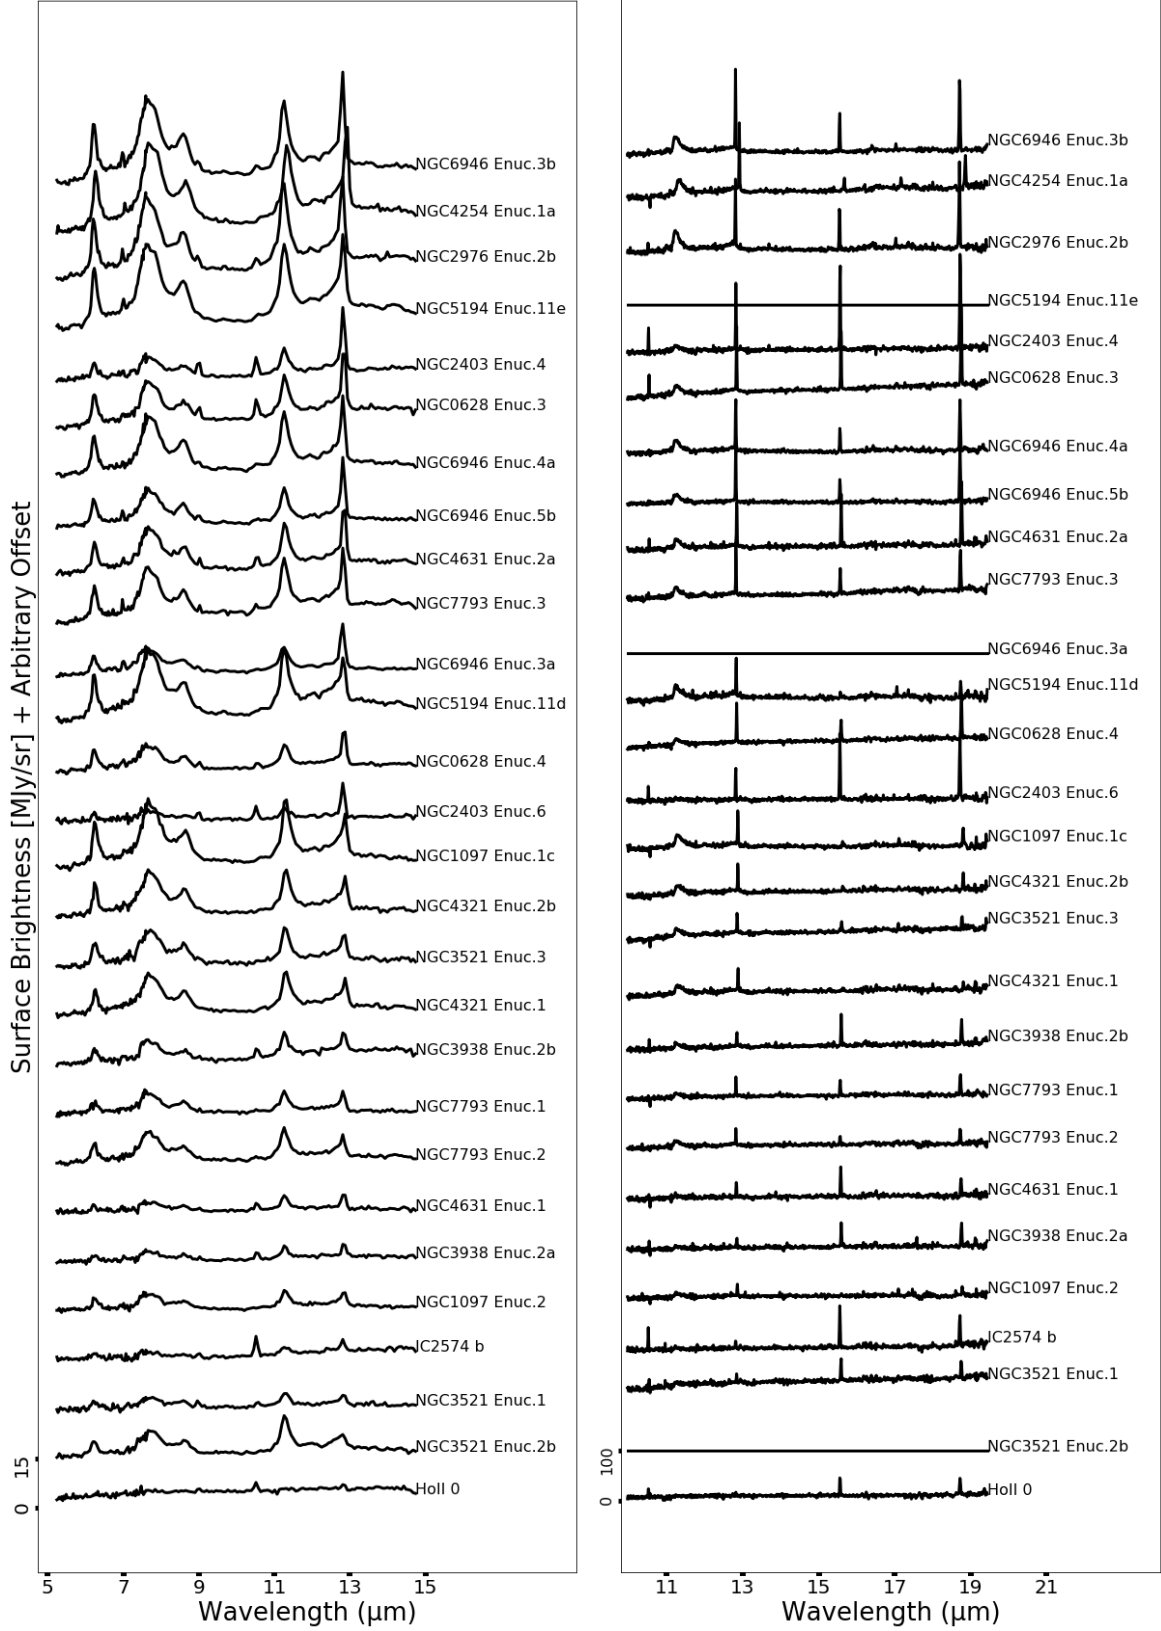 Surface Brightness [MJy/sr] + Arbitrary Offset
NGC6946 Enuc.3b
NGC4254 Enuc.1a
NGC2976 Enuc.2b
NGC5194 Enuc.11e
NGC2403 Enuc.4
NGC0628 Enuc.3
NGC6946 Enuc.4a
NGC6946 Enuc.5b
NGC4631 Enuc.2a
NGC7793 Enuc.3
NGC6946 Enuc.3a
NGC5194 Enuc.11d
NGC0628 Enuc.4
NGC2403 Enuc.6
NGC1097 Enuc.1c
NGC4321 Enuc.2b
NGC3521 Enuc.3
NGC4321 Enuc.1
NGC3938 Enuc.2b
NGC7793 Enuc.1
NGC7793 Enuc.2
NGC4631 Enuc.1
NGC3938 Enuc.2a
NGC1097 Enuc.2
IC2574 b
NGC3521 Enuc.1
NGC3521 Enuc.2b
HoII 0
15
0
5 7 9 11 13 15
Wavelength (μm)
NGC6946 Enuc.3b
NGC4254 Enuc.1a
NGC2976 Enuc.2b
NGC5194 Enuc.11e
NGC2403 Enuc.4
NGC0628 Enuc.3
NGC6946 Enuc.4a
NGC6946 Enuc.5b
NGC4631 Enuc.2a
NGC7793 Enuc.3
NGC6946 Enuc.3a
NGC5194 Enuc.11d
NGC0628 Enuc.4
NGC2403 Enuc.6
NGC1097 Enuc.1c
NGC4321 Enuc.2b
NGC3521 Enuc.3
NGC4321 Enuc.1
NGC3938 Enuc.2b
NGC7793 Enuc.1
NGC7793 Enuc.2
NGC4631 Enuc.1
NGC3938 Enuc.2a
NGC1097 Enuc.2
IC2574 b
NGC3521 Enuc.1
NGC3521 Enuc.2b
HoII 0
100
0
11 13 15 17 19 21
Wavelength (μm)